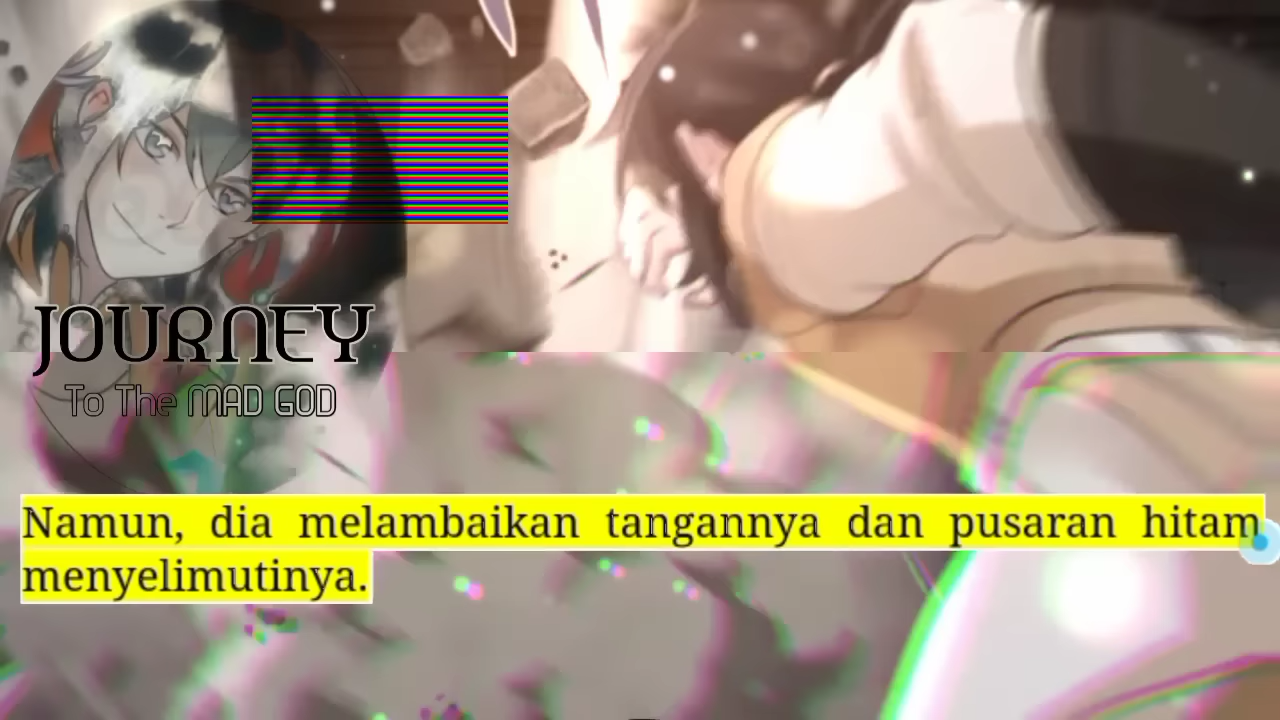 JOURNEY
To The MAD GOD
Namun, dia melambaikan tangannya dan pusaran hitam
menyelimutinya.